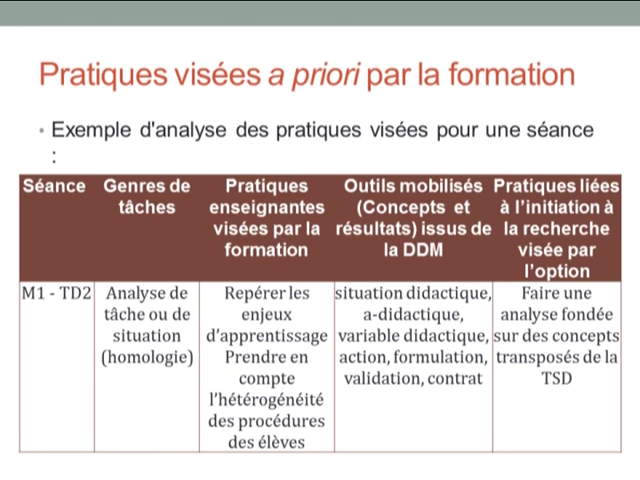 Pratiques visées a priori par la formation
• Exemple d'analyse des pratiques visées pour une séance
:
Séance
Genres de
tâches
Pratiques
enseignantes
visées par la
formation
Outils mobilisés
(Concepts et
résultats) issus de
la DDM
Pratiques liées
à l'initiation à
la recherche
visée par
l'option
M1 - TD2
Analyse de
tâche ou de
situation
(homologie)
Repérer les
enjeux
d'apprentissage
Prendre en
compte
l'hétérogénéité
des procédures
des élèves
situation didactique,
a-didactique,
variable didactique,
action, formulation,
validation, contrat
Faire une
analyse fondée
sur des concepts
transposés de la
TSD